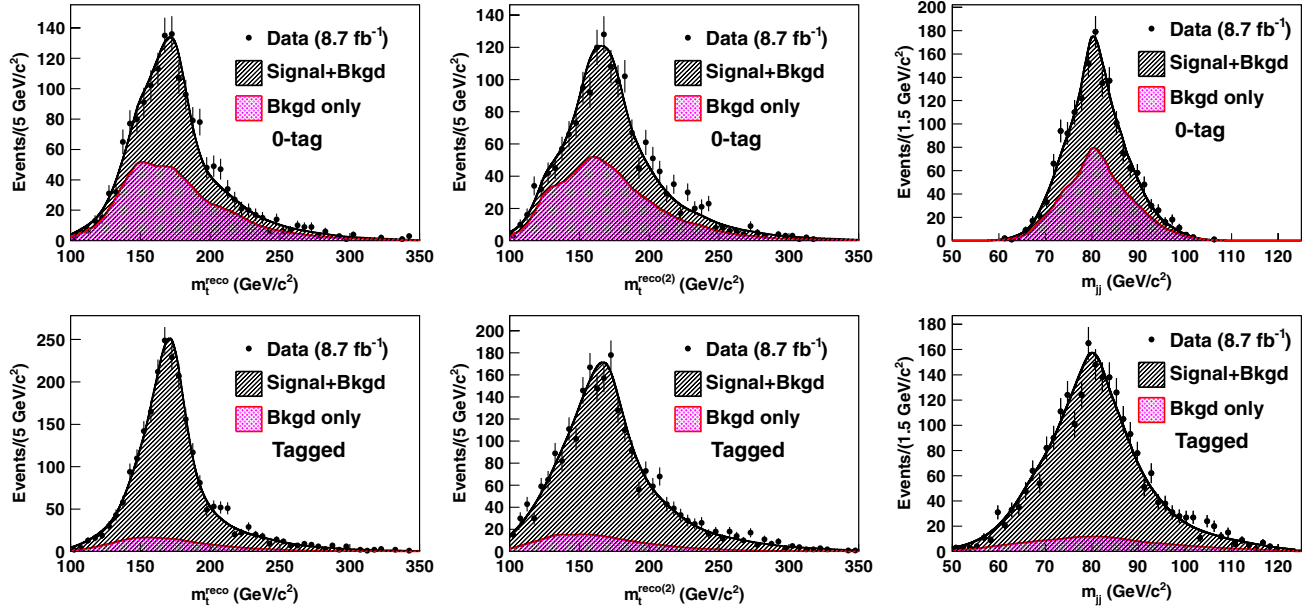 Events/(5 GeV/c²)
140
120
100
80
60
40
20
0
Data (8.7 fb⁻¹)
Signal+Bkgd
Bkgd only
0-tag
100 150 200 250 300 350
m_t^reco (GeV/c²)
Events/(5 GeV/c²)
140
120
100
80
60
40
20
0
Data (8.7 fb⁻¹)
Signal+Bkgd
Bkgd only
0-tag
100 150 200 250 300 350
m_t^reco(2) (GeV/c²)
Events/(1.5 GeV/c²)
200
180
160
140
120
100
80
60
40
20
0
Data (8.7 fb⁻¹)
Signal+Bkgd
Bkgd only
0-tag
50 60 70 80 90 100 110 120
m_jj (GeV/c²)
Events/(5 GeV/c²)
250
200
150
100
50
0
Data (8.7 fb⁻¹)
Signal+Bkgd
Bkgd only
Tagged
100 150 200 250 300 350
m_t^reco (GeV/c²)
Events/(5 GeV/c²)
200
180
160
140
120
100
80
60
40
20
0
Data (8.7 fb⁻¹)
Signal+Bkgd
Bkgd only
Tagged
100 150 200 250 300 350
m_t^reco(2) (GeV/c²)
Events/(1.5 GeV/c²)
180
160
140
120
100
80
60
40
20
0
Data (8.7 fb⁻¹)
Signal+Bkgd
Bkgd only
Tagged
50 60 70 80 90 100 110 120
m_jj (GeV/c²)